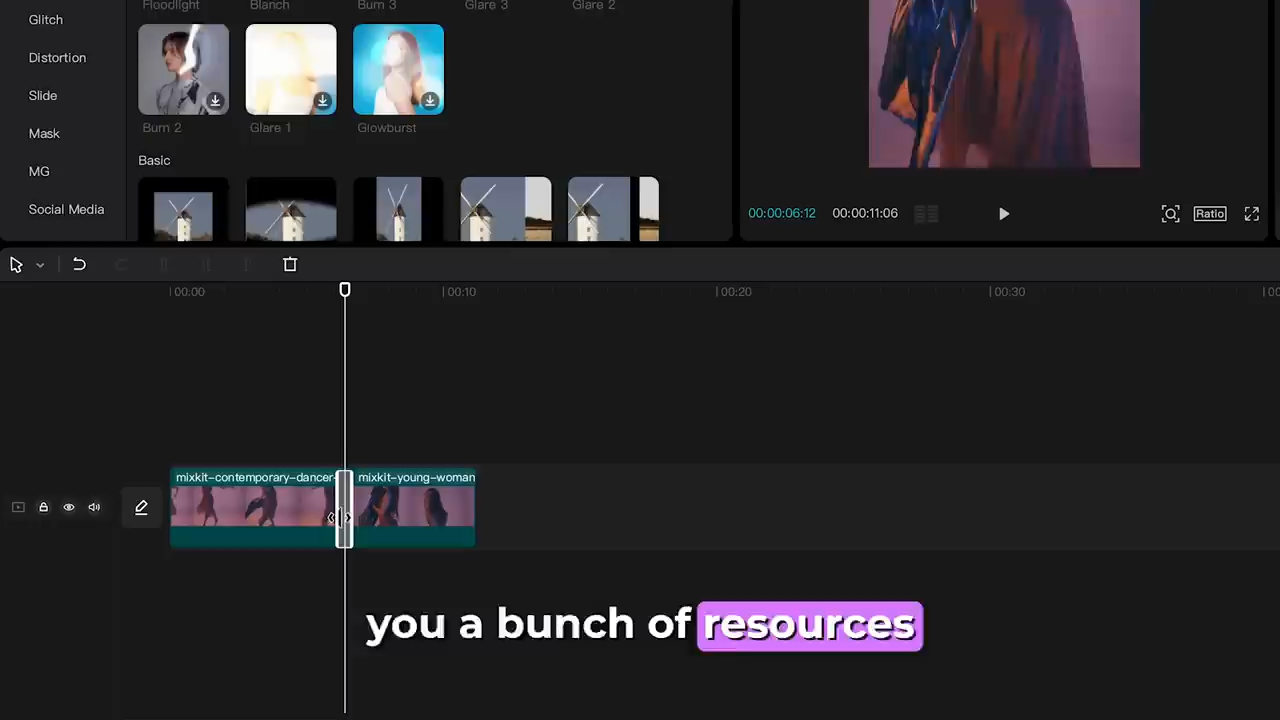 Floodlight Blanch Burn 3 Glare 3 Glare 2
Glitch
Distortion
Slide
Mask
MG
Social Media
Burn 2 Glare 1 Glowburst
Basic
00:00:06:12 00:00:11:06 Ratio
00:00 00:10 00:20 00:30 00
mixkit-contemporary-dancer- mixkit-young-woman
you a bunch of resources